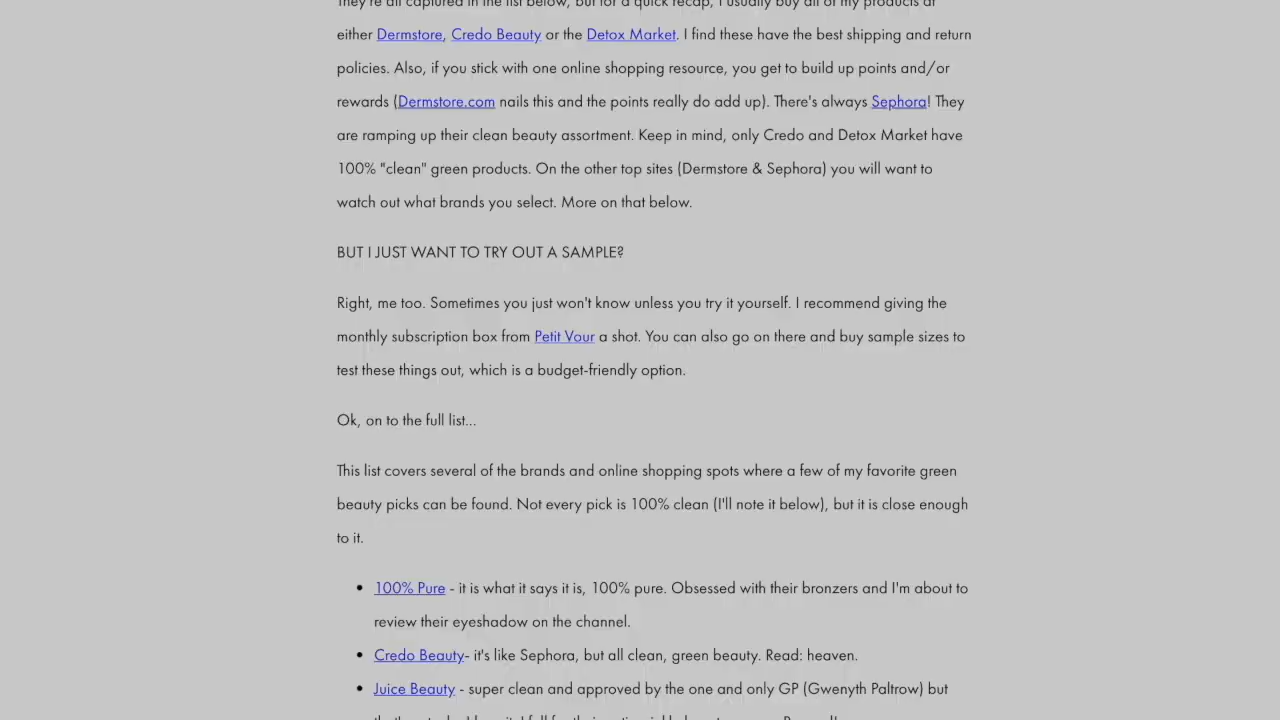 They're all captured in the list below, but for a quick recap, I usually buy all of my products at
either Dermstore, Credo Beauty or the Detox Market. I find these have the best shipping and return
policies. Also, if you stick with one online shopping resource, you get to build up points and/or
rewards (Dermstore.com nails this and the points really do add up). There's always Sephora! They
are ramping up their clean beauty assortment. Keep in mind, only Credo and Detox Market have
100% "clean" green products. On the other top sites (Dermstore & Sephora) you will want to
watch out what brands you select. More on that below.
BUT I JUST WANT TO TRY OUT A SAMPLE?
Right, me too. Sometimes you just won't know unless you try it yourself. I recommend giving the
monthly subscription box from Petit Vour a shot. You can also go on there and buy sample sizes to
test these things out, which is a budget-friendly option.
Ok, on to the full list...
This list covers several of the brands and online shopping spots where a few of my favorite green
beauty picks can be found. Not every pick is 100% clean (I'll note it below), but it is close enough
to it.
• 100% Pure - it is what it says it is, 100% pure. Obsessed with their bronzers and I'm about to
review their eyeshadow on the channel.
• Credo Beauty- it's like Sephora, but all clean, green beauty. Read: heaven.
• Juice Beauty - super clean and approved by the one and only GP (Gwenyth Paltrow) but